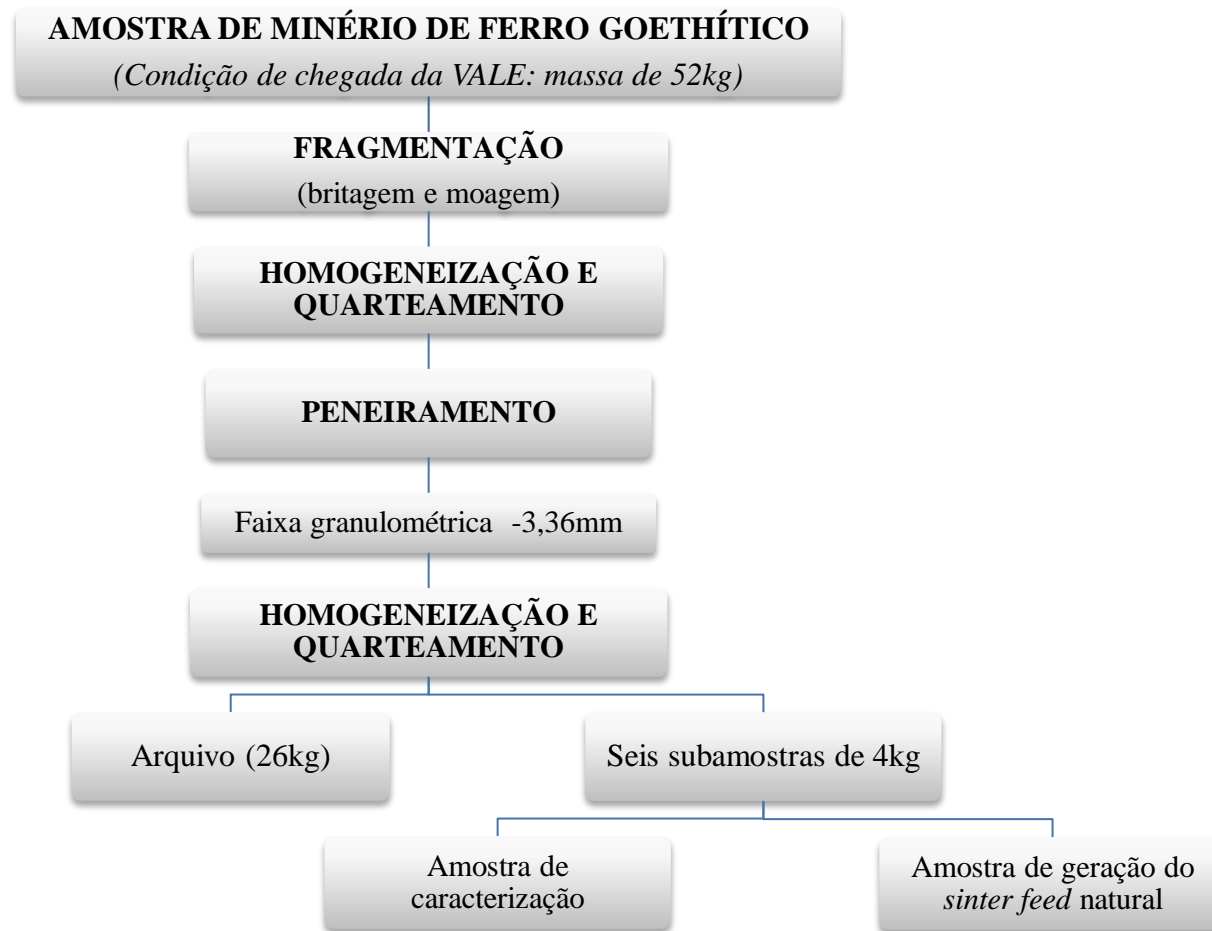 AMOSTRA DE MINÉRIO DE FERRO GOETHÍTICO
(Condição de chegada da VALE: massa de 52kg)
FRAGMENTAÇÃO
(britagem e moagem)
HOMOGENEIZAÇÃO E
QUARTEAMENTO
PENEIRAMENTO
Faixa granulométrica -3,36mm
HOMOGENEIZAÇÃO E
QUARTEAMENTO
Arquivo (26kg)
Seis subamostras de 4kg
Amostra de
caracterização
Amostra de geração do
sinter feed natural